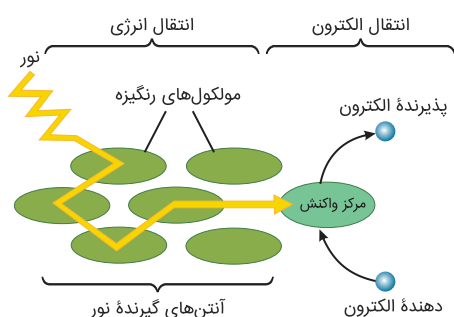 انتقال الکترون
انتقال انرژی
نور
مولکول‌های رنگیزه
پذیرندهٔ الکترون
مرکز واکنش
دهندهٔ الکترون
آنتن‌های گیرندهٔ نور